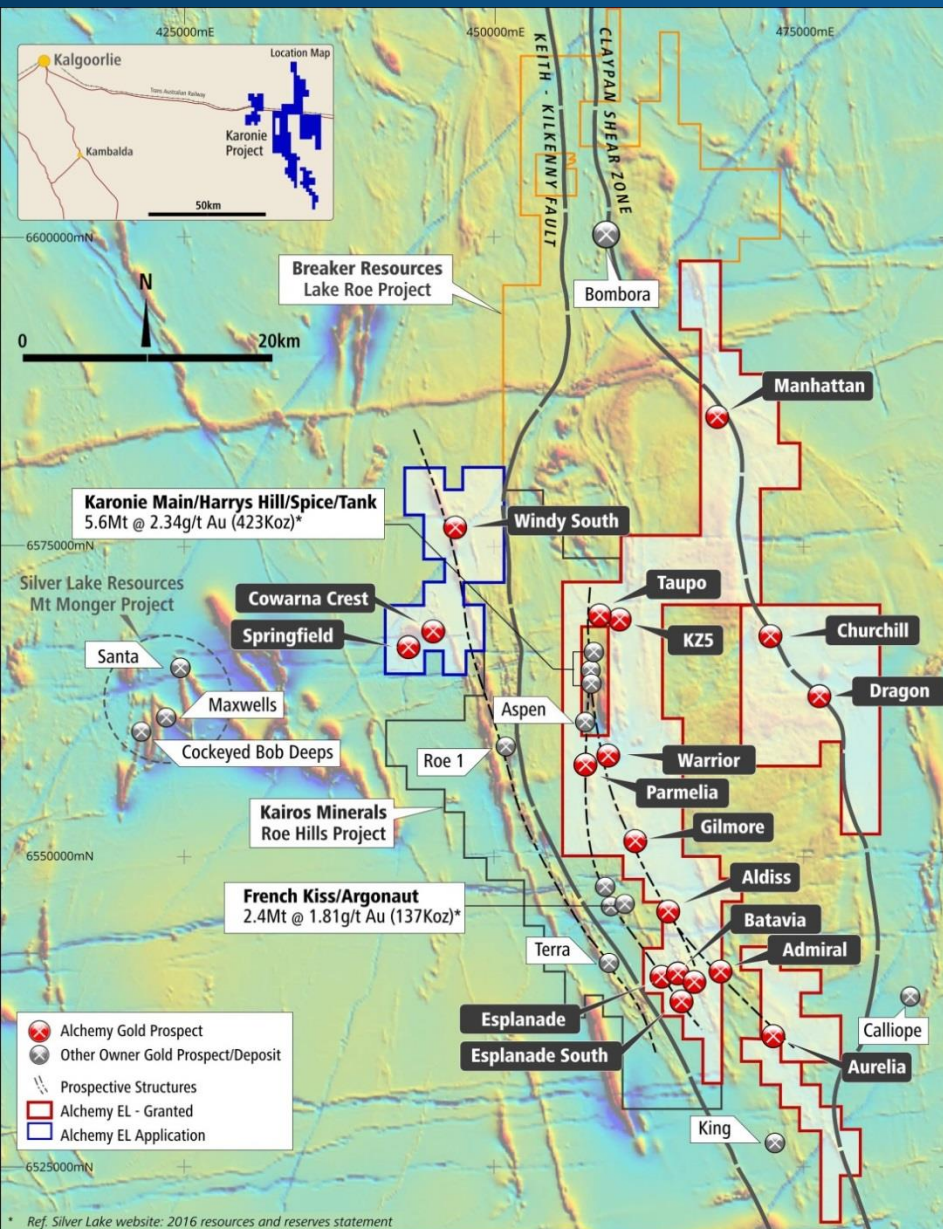 425000mE
450000mE
475000mE
Location Map
Kalgoorlie
Trans Australian Railway
Karonie
Project
Kambalda
50km
KEITH - KILKENNY FAULT
CLAYPAN SHEAR ZONE
6600000mN
Breaker Resources
Lake Roe Project
Bombora
N
0
20km
Manhattan
Karonie Main/Harrys Hill/Spice/Tank
5.6Mt @ 2.34g/t Au (423Koz)*
Windy South
6575000mN
Silver Lake Resources
Mt Monger Project
Taupo
Cowarna Crest
KZ5
Churchill
Springfield
Santa
Dragon
Aspen
Maxwells
Cockeyed Bob Deeps
Roe 1
Warrior
Parmelia
Kairos Minerals
Roe Hills Project
Gilmore
6550000mN
Aldiss
French Kiss/Argonaut
2.4Mt @ 1.81g/t Au (137Koz)*
Batavia
Terra
Admiral
Esplanade
Calliope
Esplanade South
Aurelia
Alchemy Gold Prospect
Other Owner Gold Prospect/Deposit
Prospective Structures
Alchemy EL - Granted
Alchemy EL Application
King
6525000mN
* Ref. Silver Lake website: 2016 resources and reserves statement